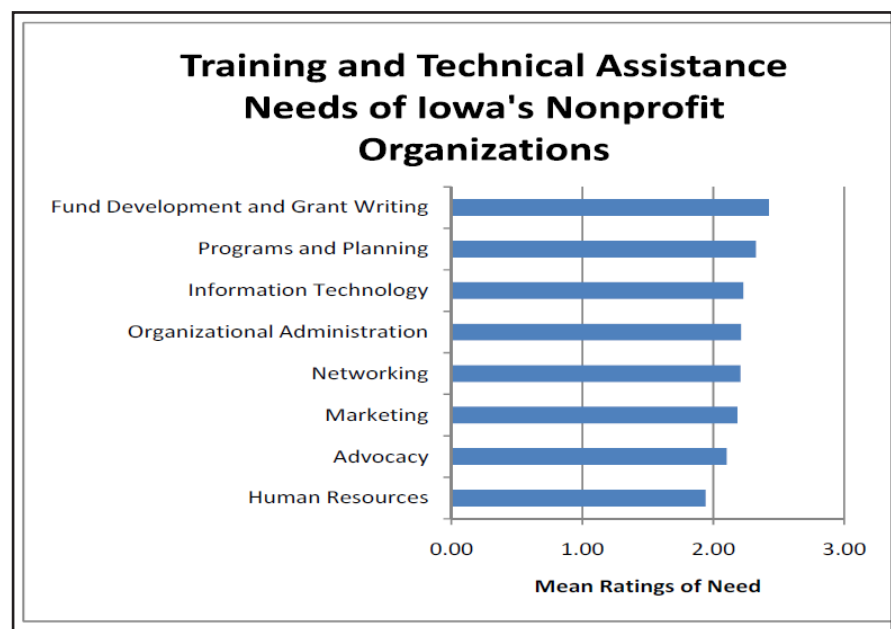 Training and Technical Assistance
Needs of Iowa's Nonprofit
Organizations
Fund Development and Grant Writing
Programs and Planning
Information Technology
Organizational Administration
Networking
Marketing
Advocacy
Human Resources
0.00 1.00 2.00 3.00
Mean Ratings of Need